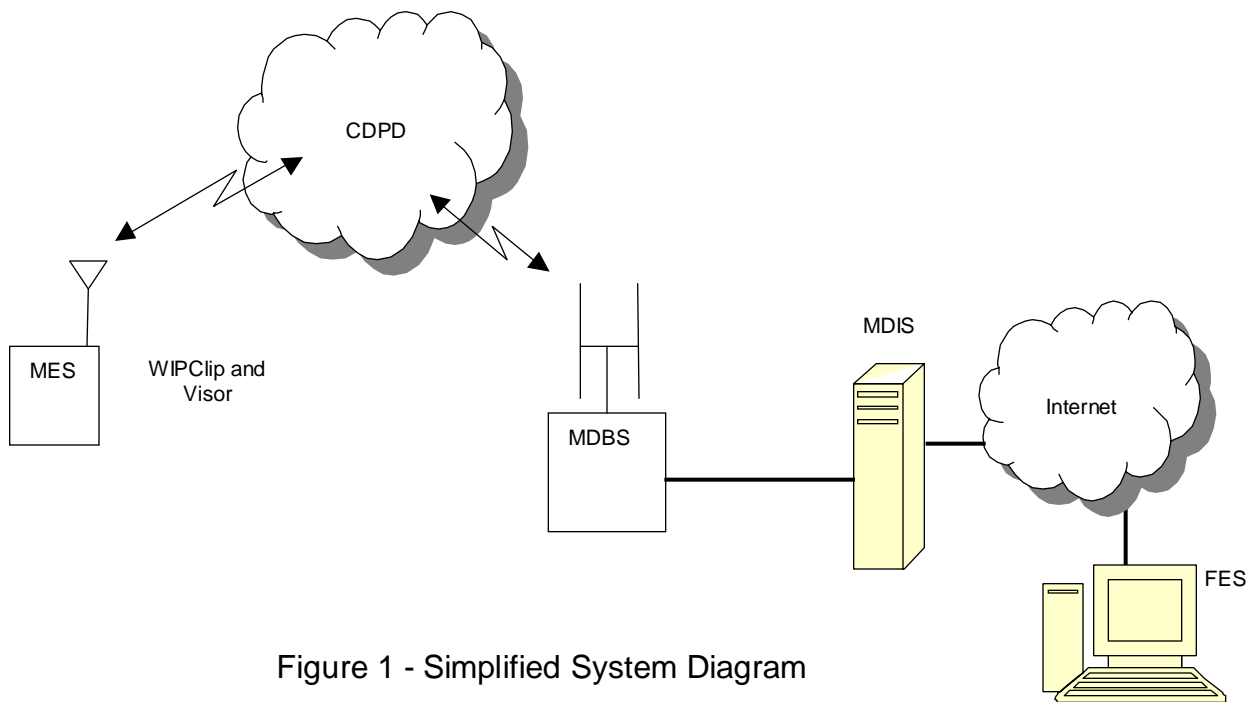 CDPD
MES
WIPClip and
Visor
MDBS
MDIS
Internet
FES
Figure 1 - Simplified System Diagram